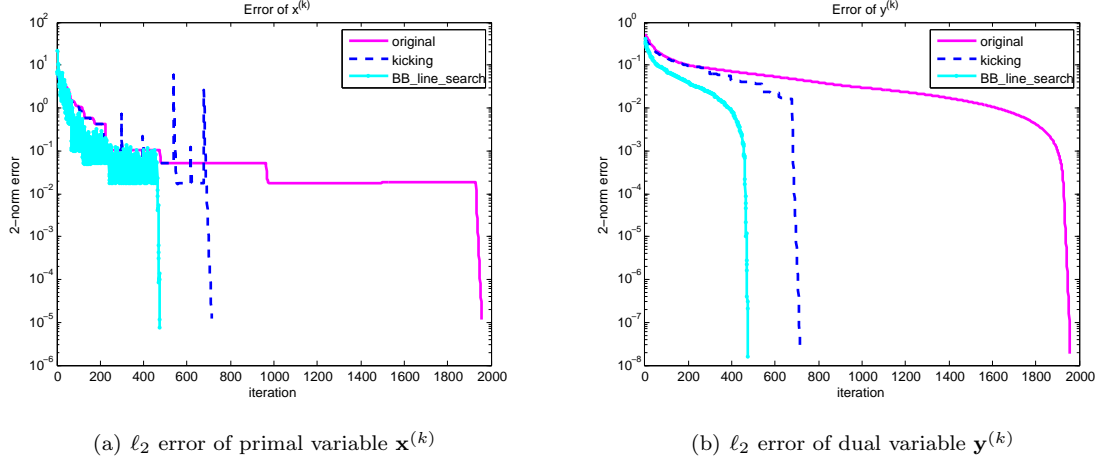 Error of x(k)
10^2
10^1
10^0
10^-1
10^-2
10^-3
10^-4
10^-5
10^-6
2-norm error
0 200 400 600 800 1000 1200 1400 1600 1800 2000
iteration
original
kicking
BB_line_search
(a) ℓ2 error of primal variable x(k)
Error of y(k)
10^0
10^-1
10^-2
10^-3
10^-4
10^-5
10^-6
10^-7
10^-8
2-norm error
0 200 400 600 800 1000 1200 1400 1600 1800 2000
iteration
original
kicking
BB_line_search
(b) ℓ2 error of dual variable y(k)